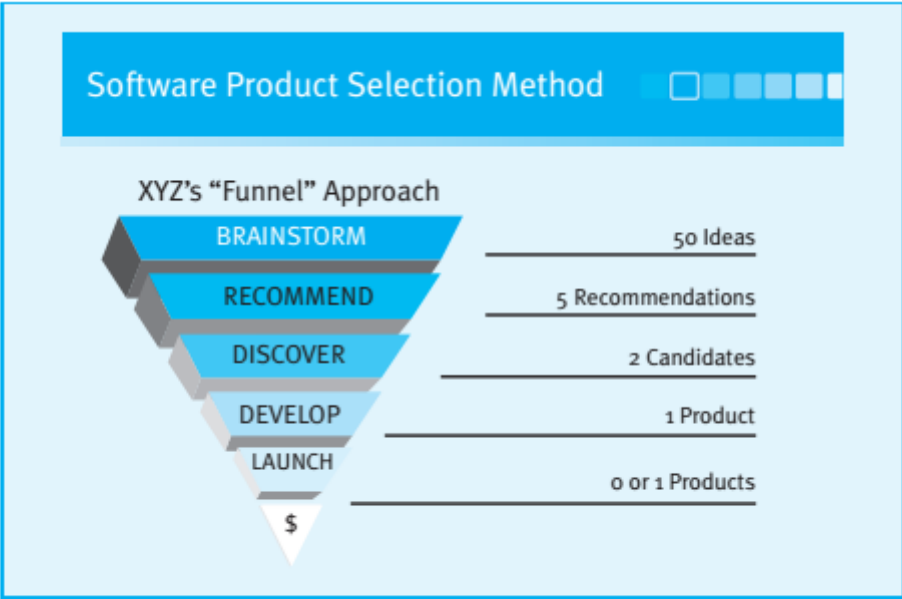 Software Product Selection Method
XYZ's “Funnel” Approach
BRAINSTORM
50 Ideas
RECOMMEND
5 Recommendations
DISCOVER
2 Candidates
DEVELOP
1 Product
LAUNCH
0 or 1 Products
$